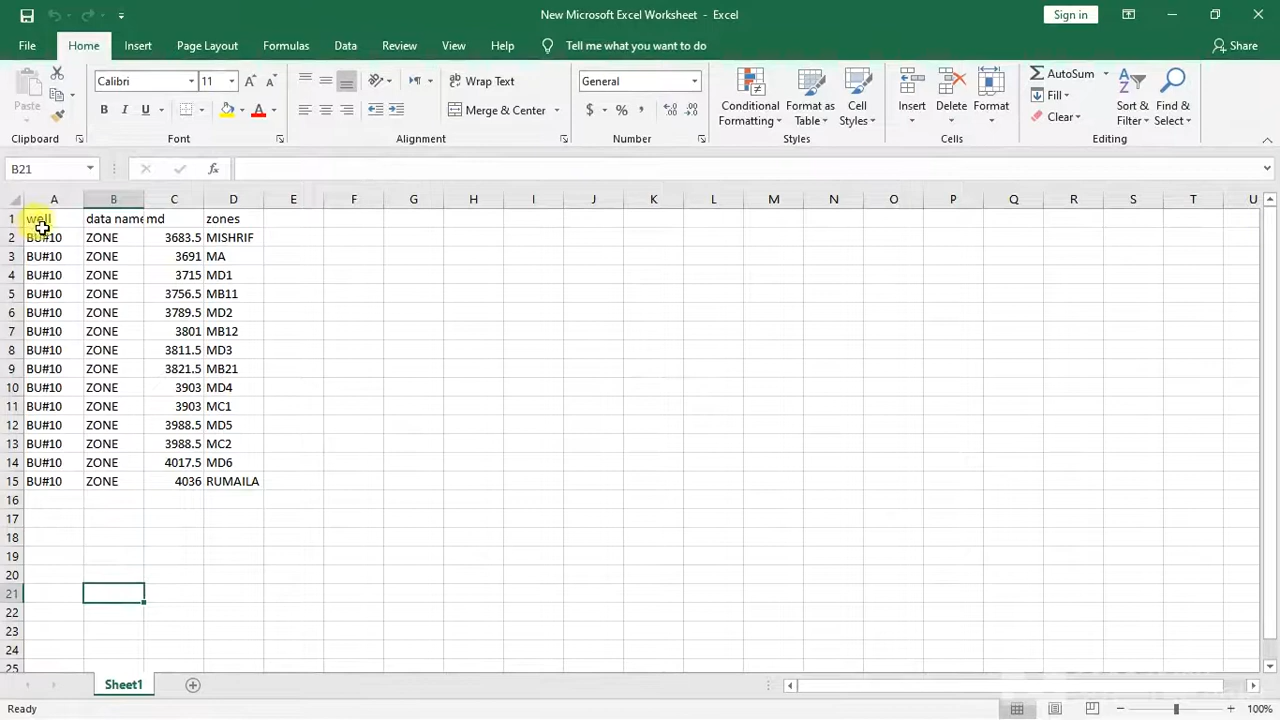 New Microsoft Excel Worksheet - Excel
Sign in
File Home Insert Page Layout Formulas Data Review View Help Tell me what you want to do Share
Paste
Calibri 11
B I U
Wrap Text
Merge & Center
General
$ % ,
Conditional Formatting
Format as Table
Cell Styles
Insert
Delete
Format
AutoSum
Fill
Clear
Sort & Filter
Find & Select
Clipboard Font Alignment Number Styles Cells Editing
B21 fx
A B C D E F G H I J K L M N O P Q R S T U
1 well data name md zones
2 BU#10 ZONE 3683.5 MISHRIF
3 BU#10 ZONE 3691 MA
4 BU#10 ZONE 3715 MD1
5 BU#10 ZONE 3756.5 MB11
6 BU#10 ZONE 3789.5 MD2
7 BU#10 ZONE 3801 MB12
8 BU#10 ZONE 3811.5 MD3
9 BU#10 ZONE 3821.5 MB21
10 BU#10 ZONE 3903 MD4
11 BU#10 ZONE 3903 MC1
12 BU#10 ZONE 3988.5 MD5
13 BU#10 ZONE 3988.5 MC2
14 BU#10 ZONE 4017.5 MD6
15 BU#10 ZONE 4036 RUMAILA
16
17
18
19
20
21
22
23
24
25
Sheet1
Ready
100%